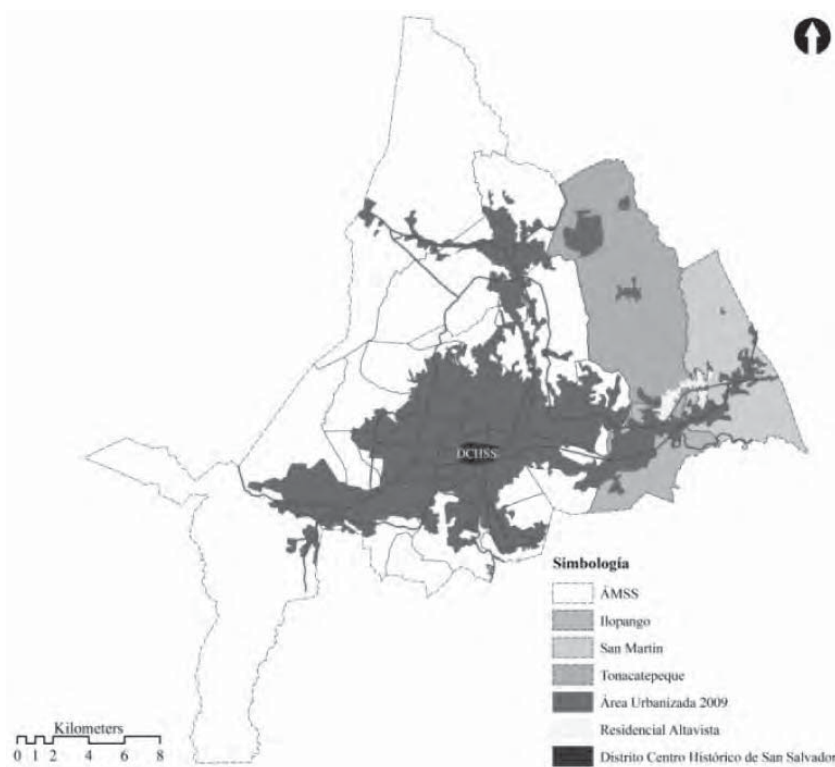 DCHSS
Simbología
ÁMSS
Ilopango
San Martín
Tonacatepeque
Área Urbanizada 2009
Residencial Altavista
Distrito Centro Histórico de San Salvador
Kilometers
0 1 2 4 6 8